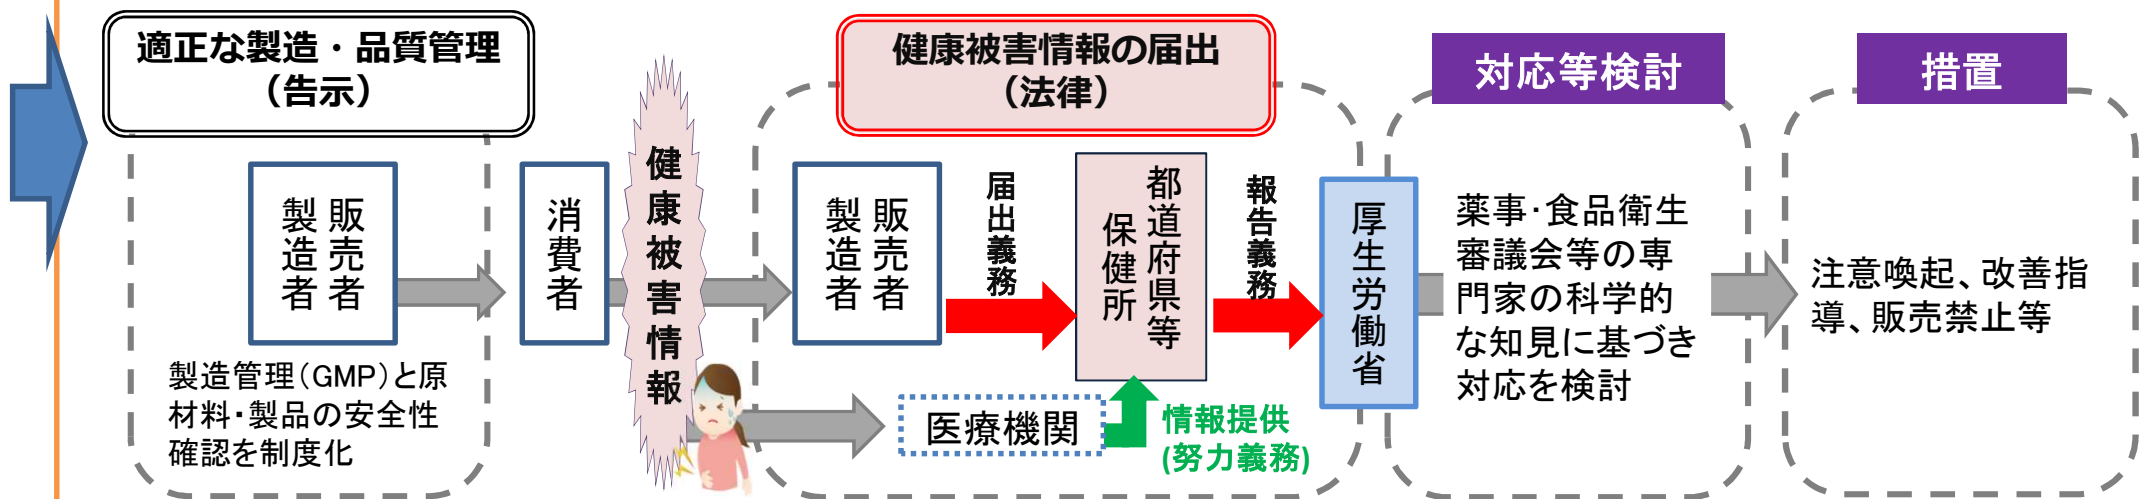 適正な製造・品質管理
（告示）
製造者
販売者
製造管理（GMP）と原
材料・製品の安全性
確認を制度化
消費者
健康被害情報
健康被害情報の届出
（法律）
製造者
販売者
届出義務
都道府県等
保健所
報告義務
医療機関
情報提供
(努力義務)
厚生労働省
対応等検討
薬事・食品衛生
審議会等の専
門家の科学的
な知見に基づき
対応を検討
措置
注意喚起、改善指
導、販売禁止等